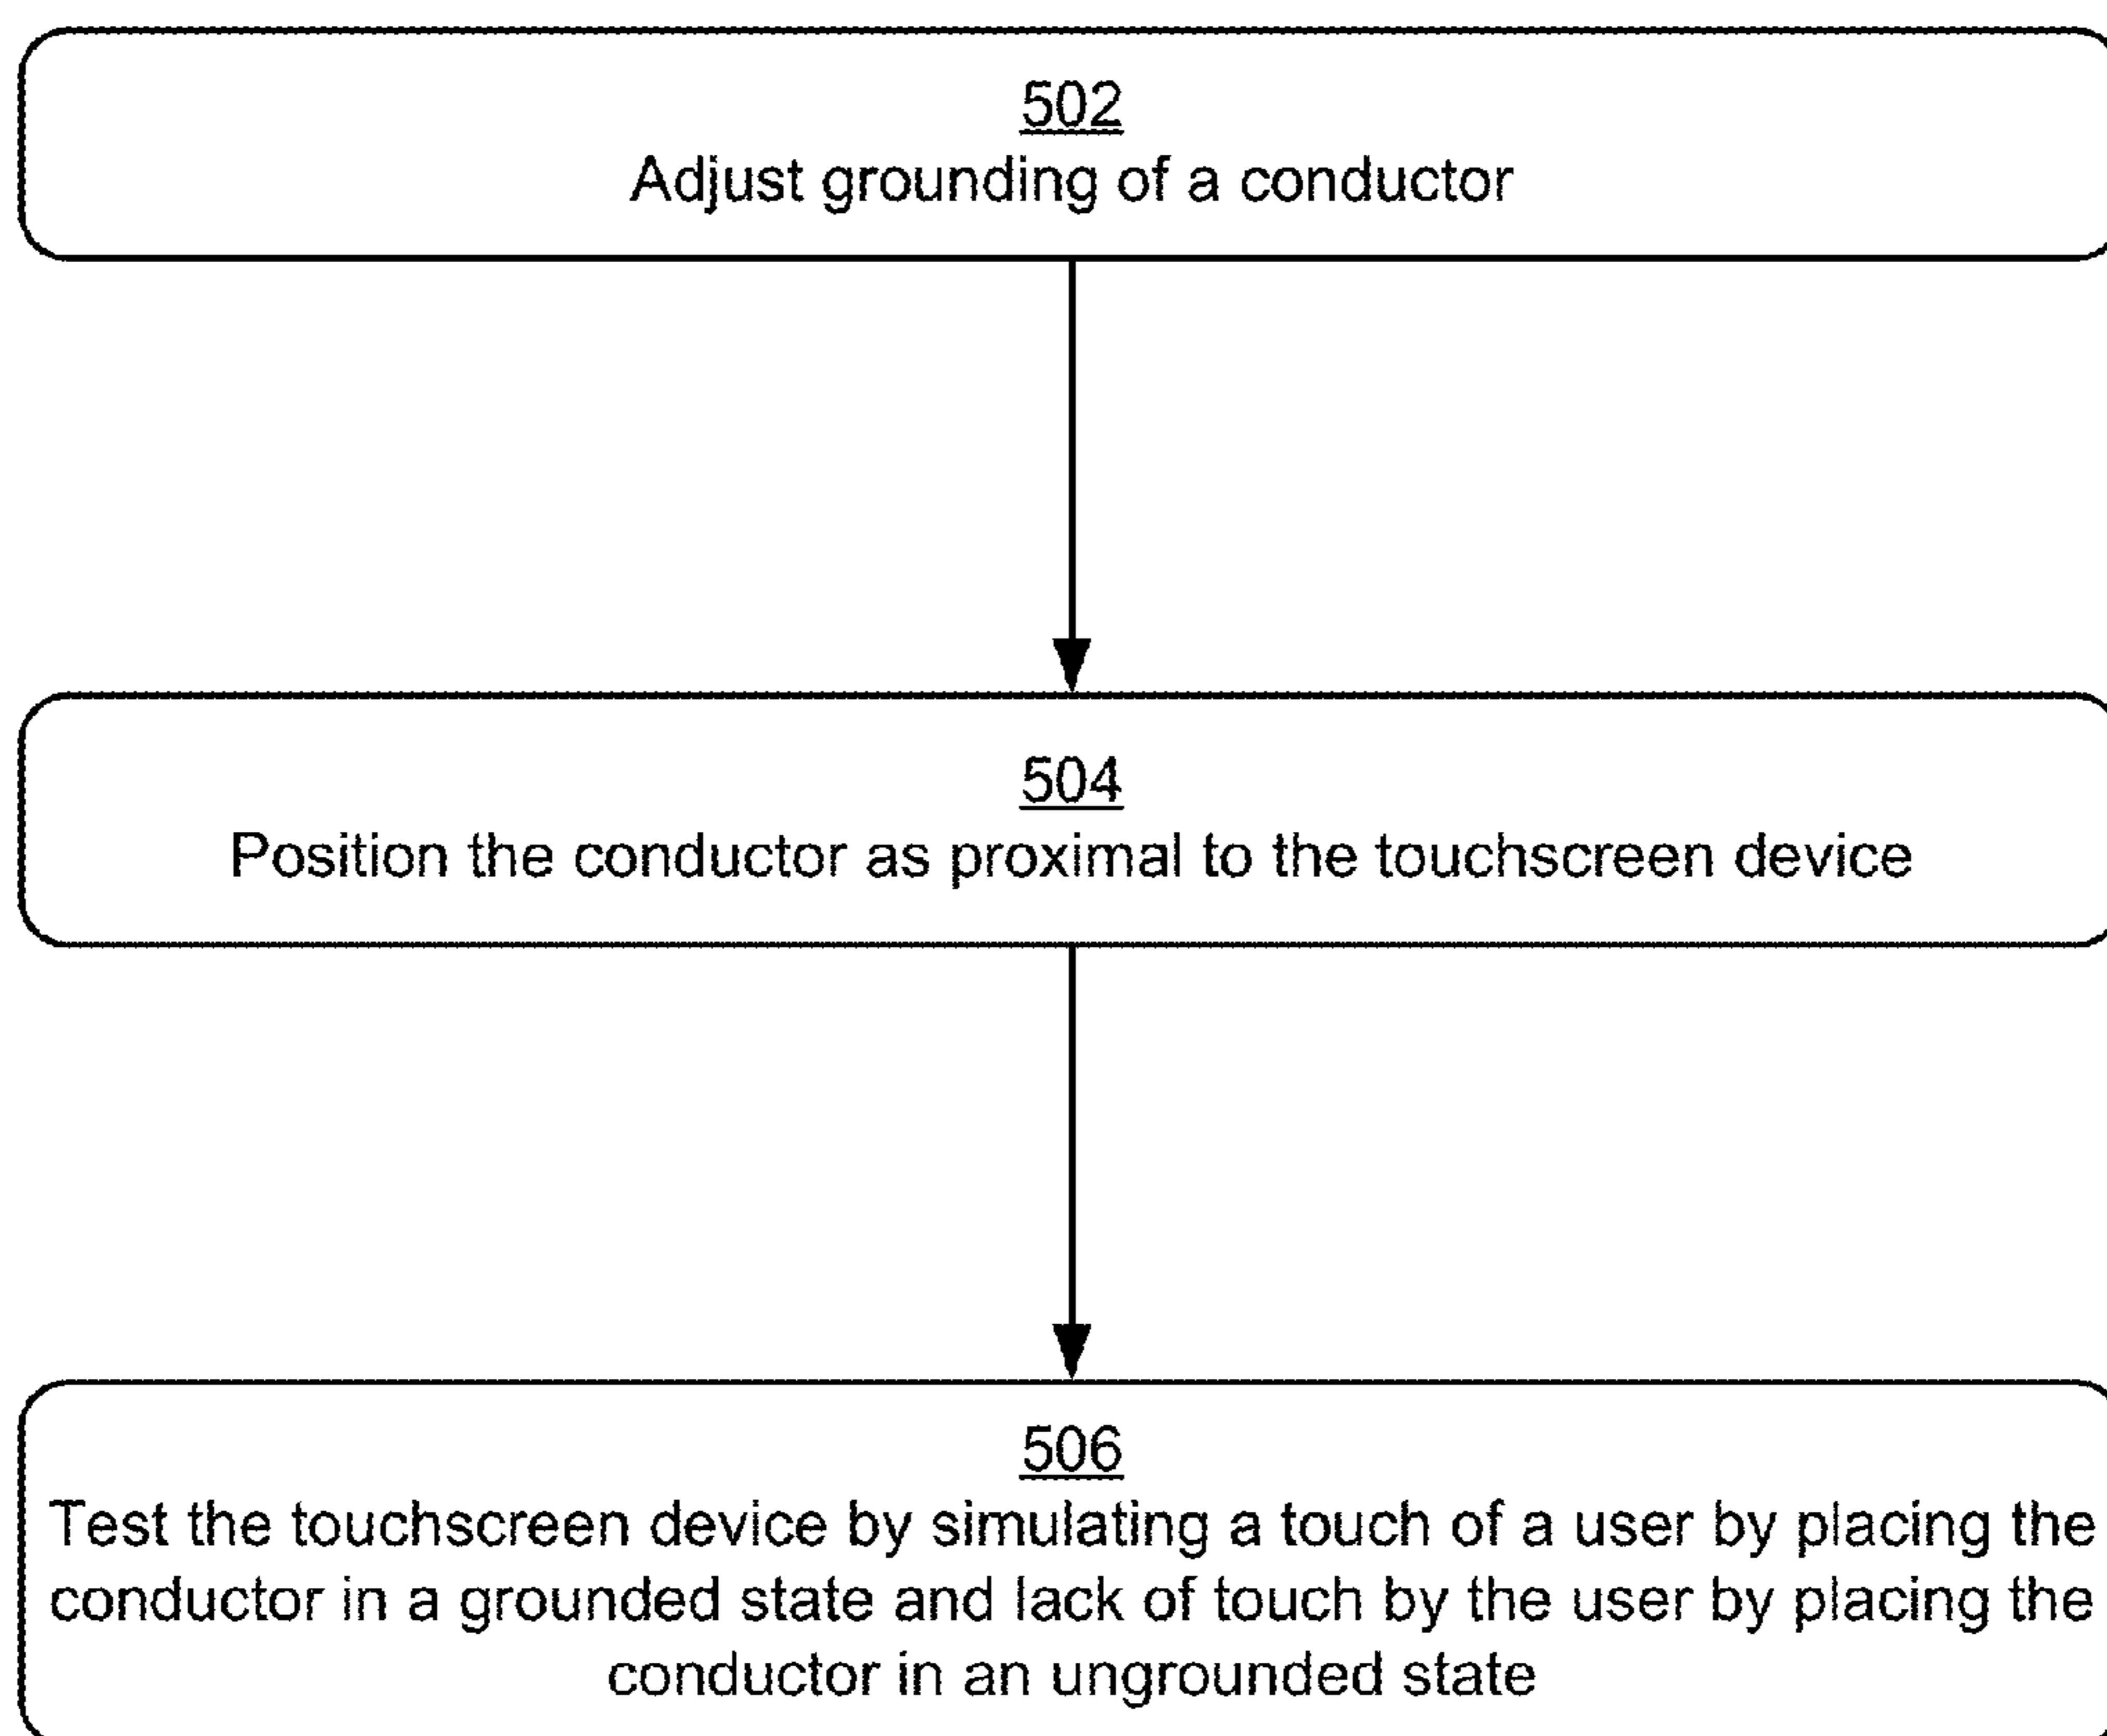 502
Adjust grounding of a conductor
504
Position the conductor as proximal to the touchscreen device
506
Test the touchscreen device by simulating a touch of a user by placing the
conductor in a grounded state and lack of touch by the user by placing the
conductor in an ungrounded state